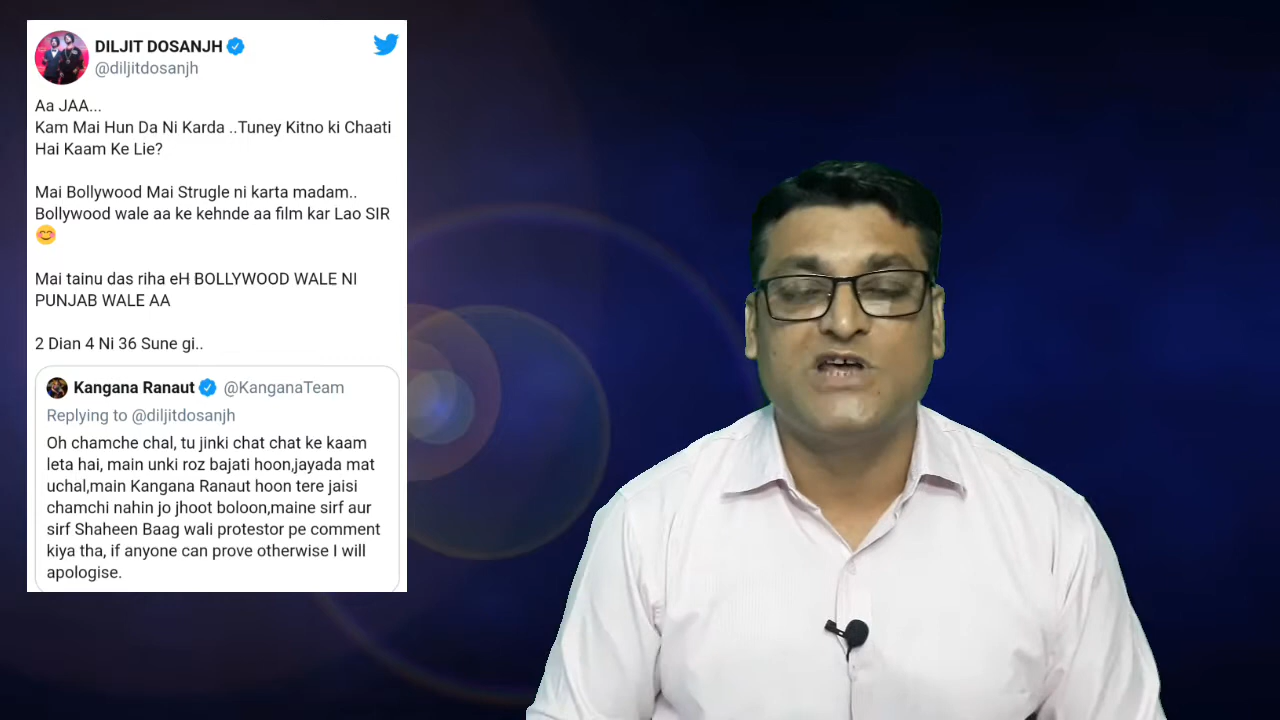 DILJIT DOSANJH
@diljitdosanjh
Aa JAA...
Kam Mai Hun Da Ni Karda ..Tuney Kitno ki Chaati
Hai Kaam Ke Lie?
Mai Bollywood Mai Strugle ni karta madam..
Bollywood wale aa ke kehnde aa film kar Lao SIR
😊
Mai tainu das riha eH BOLLYWOOD WALE NI
PUNJAB WALE AA
2 Dian 4 Ni 36 Sune gi..
Kangana Ranaut @KanganaTeam
Replying to @diljitdosanjh
Oh chamche chal, tu jinki chat chat ke kaam
leta hai, main unki roz bajati hoon,jayada mat
uchal,main Kangana Ranaut hoon tere jaisi
chamchi nahin jo jhoot boloon,maine sirf aur
sirf Shaheen Baag wali protestor pe comment
kiya tha, if anyone can prove otherwise I will
apologise.